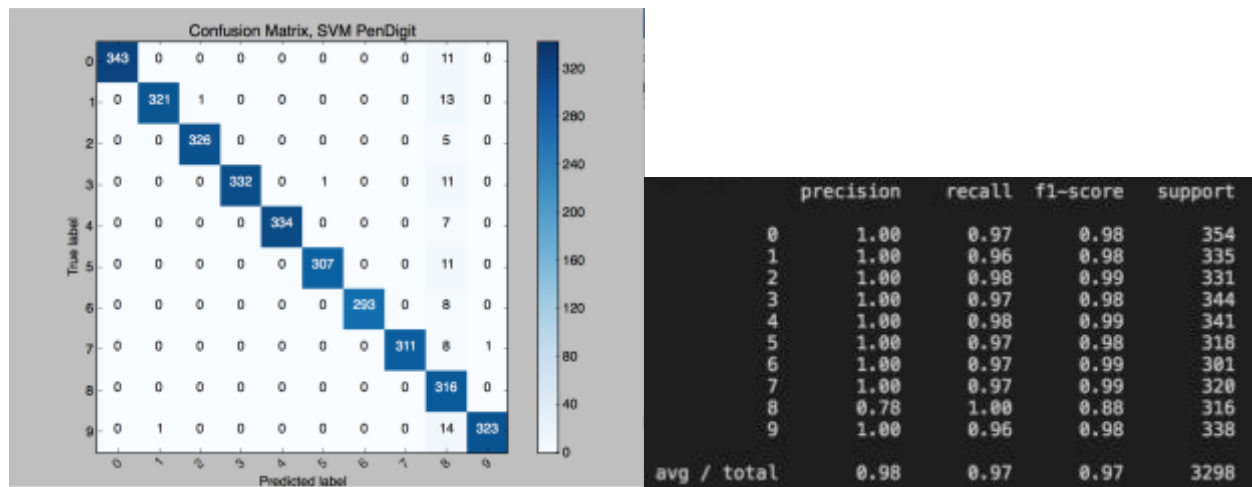 Confusion Matrix, SVM PenDigit
0 343 0 0 0 0 0 0 0 11 0
1 0 321 1 0 0 0 0 0 13 0
2 0 0 326 0 0 0 0 0 5 0
3 0 0 0 332 0 1 0 0 11 0
4 0 0 0 0 334 0 0 0 7 0
5 0 0 0 0 0 307 0 0 11 0
6 0 0 0 0 0 0 293 0 8 0
7 0 0 0 0 0 0 0 311 8 1
8 0 0 0 0 0 0 0 0 316 0
9 0 1 0 0 0 0 0 0 14 323
0 1 2 3 4 5 6 7 8 9
True label
Predicted label
320
280
240
200
160
120
80
40
0
precision recall f1-score support
0 1.00 0.97 0.98 354
1 1.00 0.96 0.98 335
2 1.00 0.98 0.99 331
3 1.00 0.97 0.98 344
4 1.00 0.98 0.99 341
5 1.00 0.97 0.98 318
6 1.00 0.97 0.99 301
7 1.00 0.97 0.99 320
8 0.78 1.00 0.88 316
9 1.00 0.96 0.98 338
avg / total 0.98 0.97 0.97 3298